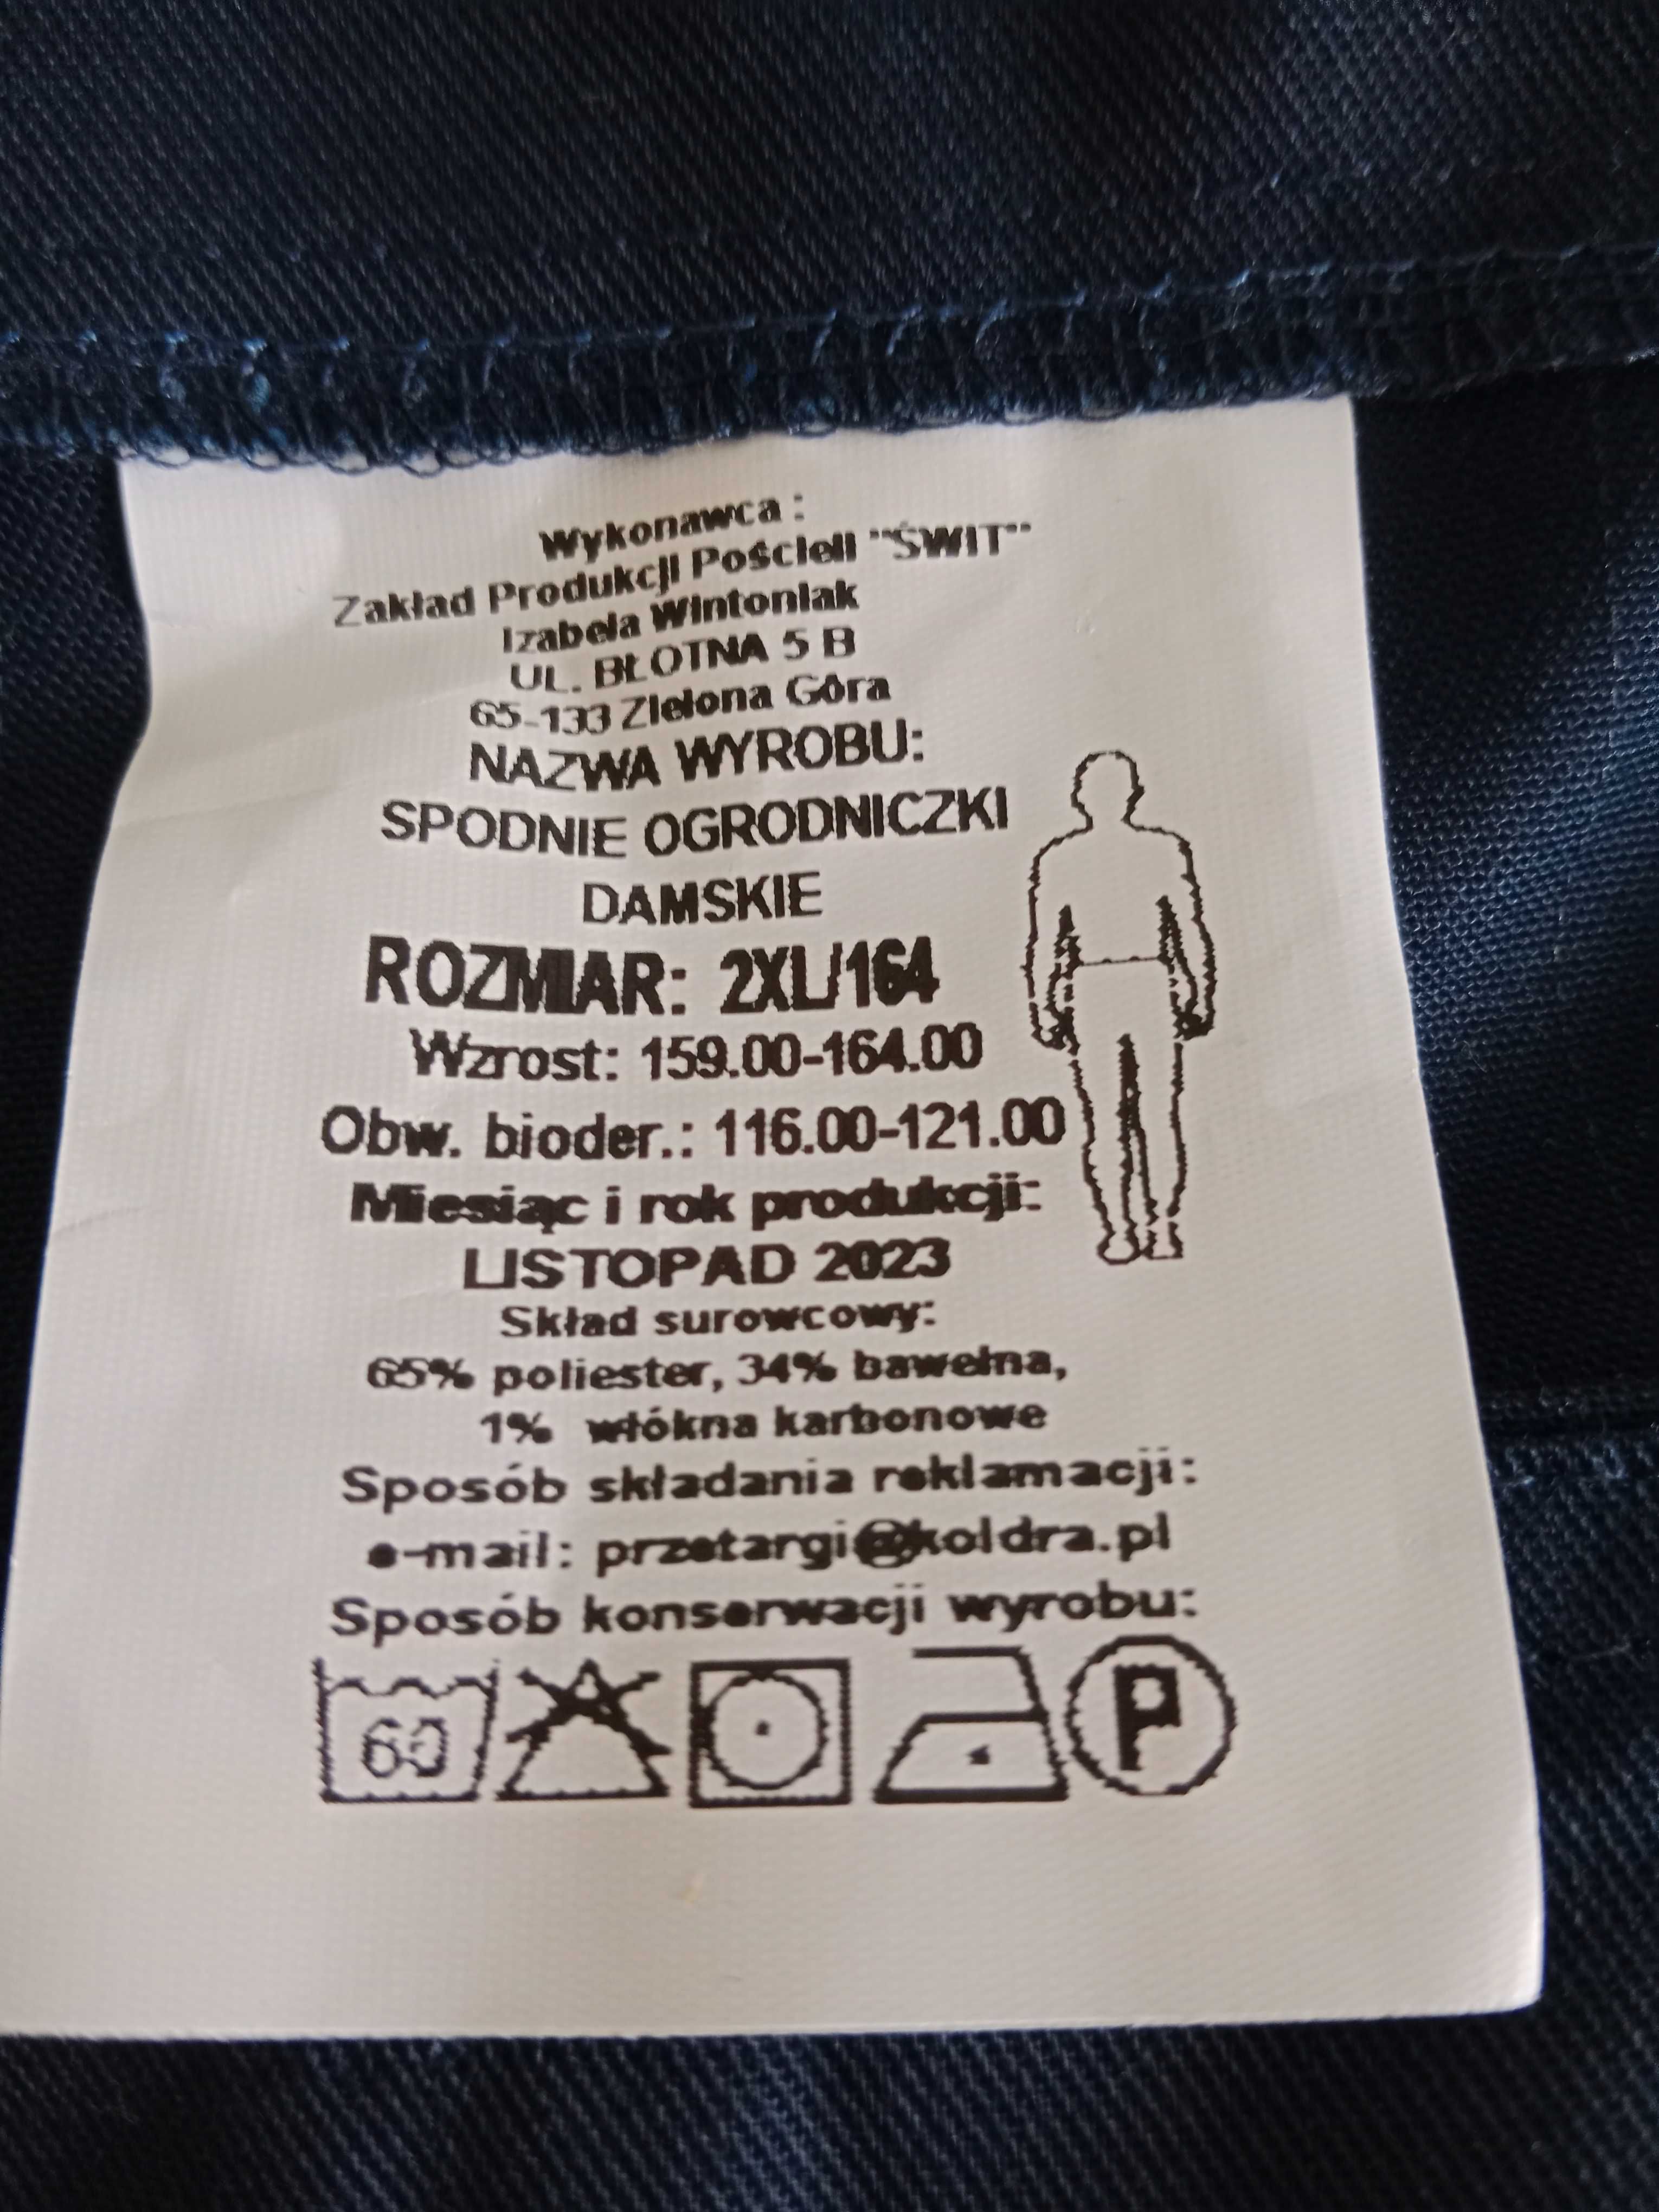 Wykonawca :
Zakład Produkcji Pościeli "ŚWIT"
Izabela Wintoniak
UL. BŁOTNA 5 B
65-133 Zielona Góra
NAZWA WYROBU:
SPODNIE OGRODNICZKI
DAMSKIE
ROZMIAR: 2XL/164
Wzrost: 159.00-164.00
Obw. bioder.: 116.00-121.00
Miesiąc i rok produkcji:
LISTOPAD 2023
Skład surowcowy:
65% poliester, 34% bawełna,
1% włókna karbonowe
Sposób składania reklamacji:
e-mail: przetargi@koldra.pl
Sposób konserwacji wyrobu:
60 P